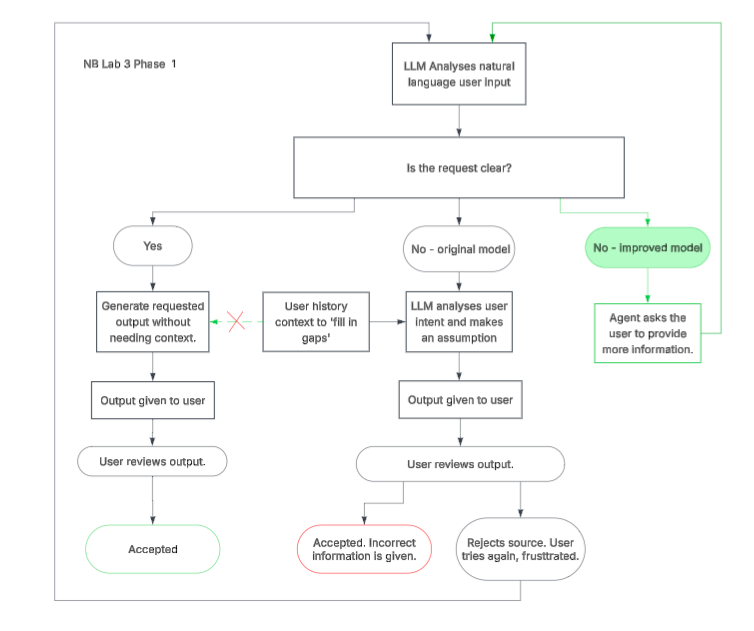 NB Lab 3 Phase 1
LLM Analyses natural
language user input
Is the request clear?
Yes
No - original model
No - improved model
Generate requested
output without
needing context.
User history
context to 'fill in
gaps'
LLM analyses user
intent and makes
an assumption
Agent asks the
user to provide
more information.
Output given to user
Output given to user
User reviews output.
User reviews output.
Accepted
Accepted. Incorrect
information is given.
Rejects source. User
tries again, frusttrated.